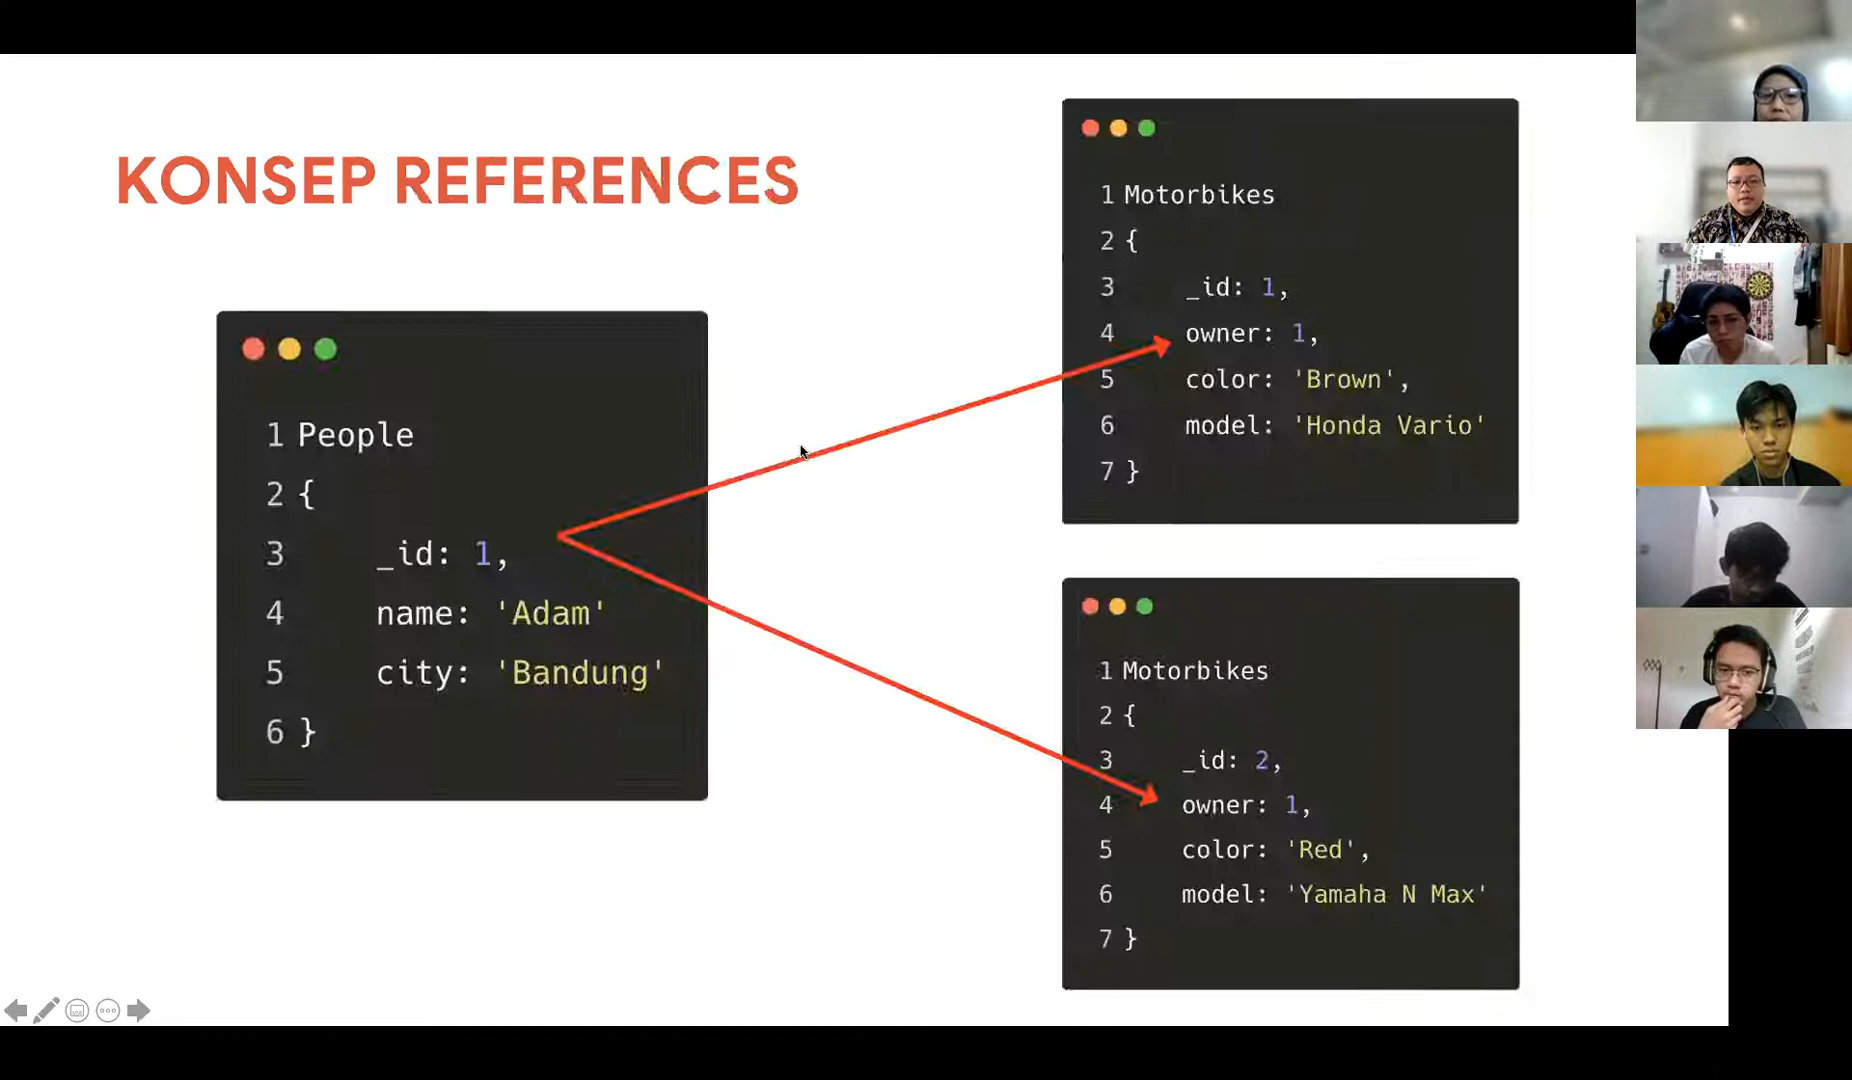 KONSEP REFERENCES
1 People
2 {
3 _id: 1,
4 name: 'Adam'
5 city: 'Bandung'
6 }
1 Motorbikes
2 {
3 _id: 1,
4 owner: 1,
5 color: 'Brown',
6 model: 'Honda Vario'
7 }
1 Motorbikes
2 {
3 _id: 2,
4 owner: 1,
5 color: 'Red',
6 model: 'Yamaha N Max'
7 }